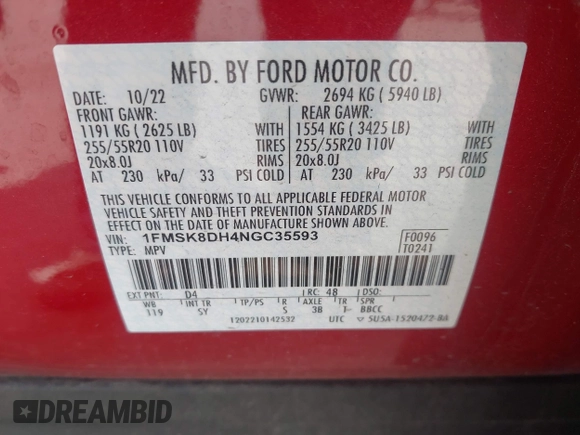 MFD. BY FORD MOTOR CO.
DATE: 10/22 GVWR: 2694 KG ( 5940 LB)
FRONT GAWR: REAR GAWR:
1191 KG ( 2625 LB) WITH 1554 KG ( 3425 LB) WITH
255/55R20 110V TIRES 255/55R20 110V TIRES
20x8.0J RIMS 20x8.0J RIMS
AT 230 kPa/ 33 PSI COLD AT 230 kPa/ 33 PSI COLD
THIS VEHICLE CONFORMS TO ALL APPLICABLE FEDERAL MOTOR
VEHICLE SAFETY AND THEFT PREVENTION STANDARDS IN
EFFECT ON THE DATE OF MANUFACTURE SHOWN ABOVE.
VIN: 1FMSK8DH4NGC35593 F0096
TYPE: MPV T0241
EXT PNT: D4 RC: 48 DSO:
WB INT TR TP/PS R AXLE TR SPR
119 SY S 3B 1- BBCC
1202210142532 UTC ▽ 5U5A-1520472-BA
DREAMBID